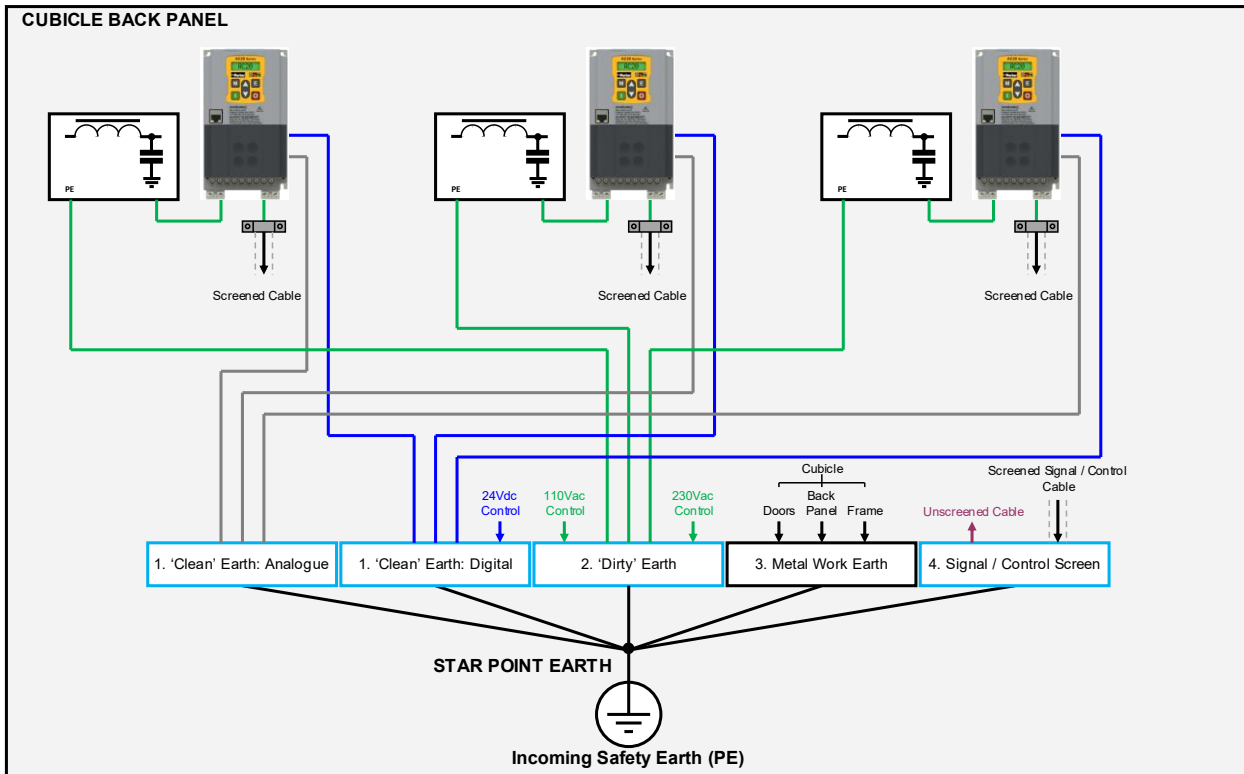 CUBICLE BACK PANEL
AC20
PE
PE
PE
Screened Cable
Screened Cable
Screened Cable
24Vdc
Control
110Vac
Control
230Vac
Control
Cubicle
Doors
Back
Panel
Frame
Unscreened Cable
Screened Signal / Control
Cable
1. ‘Clean’ Earth: Analogue
1. ‘Clean’ Earth: Digital
2. ‘Dirty’ Earth
3. Metal Work Earth
4. Signal / Control Screen
STAR POINT EARTH
Incoming Safety Earth (PE)